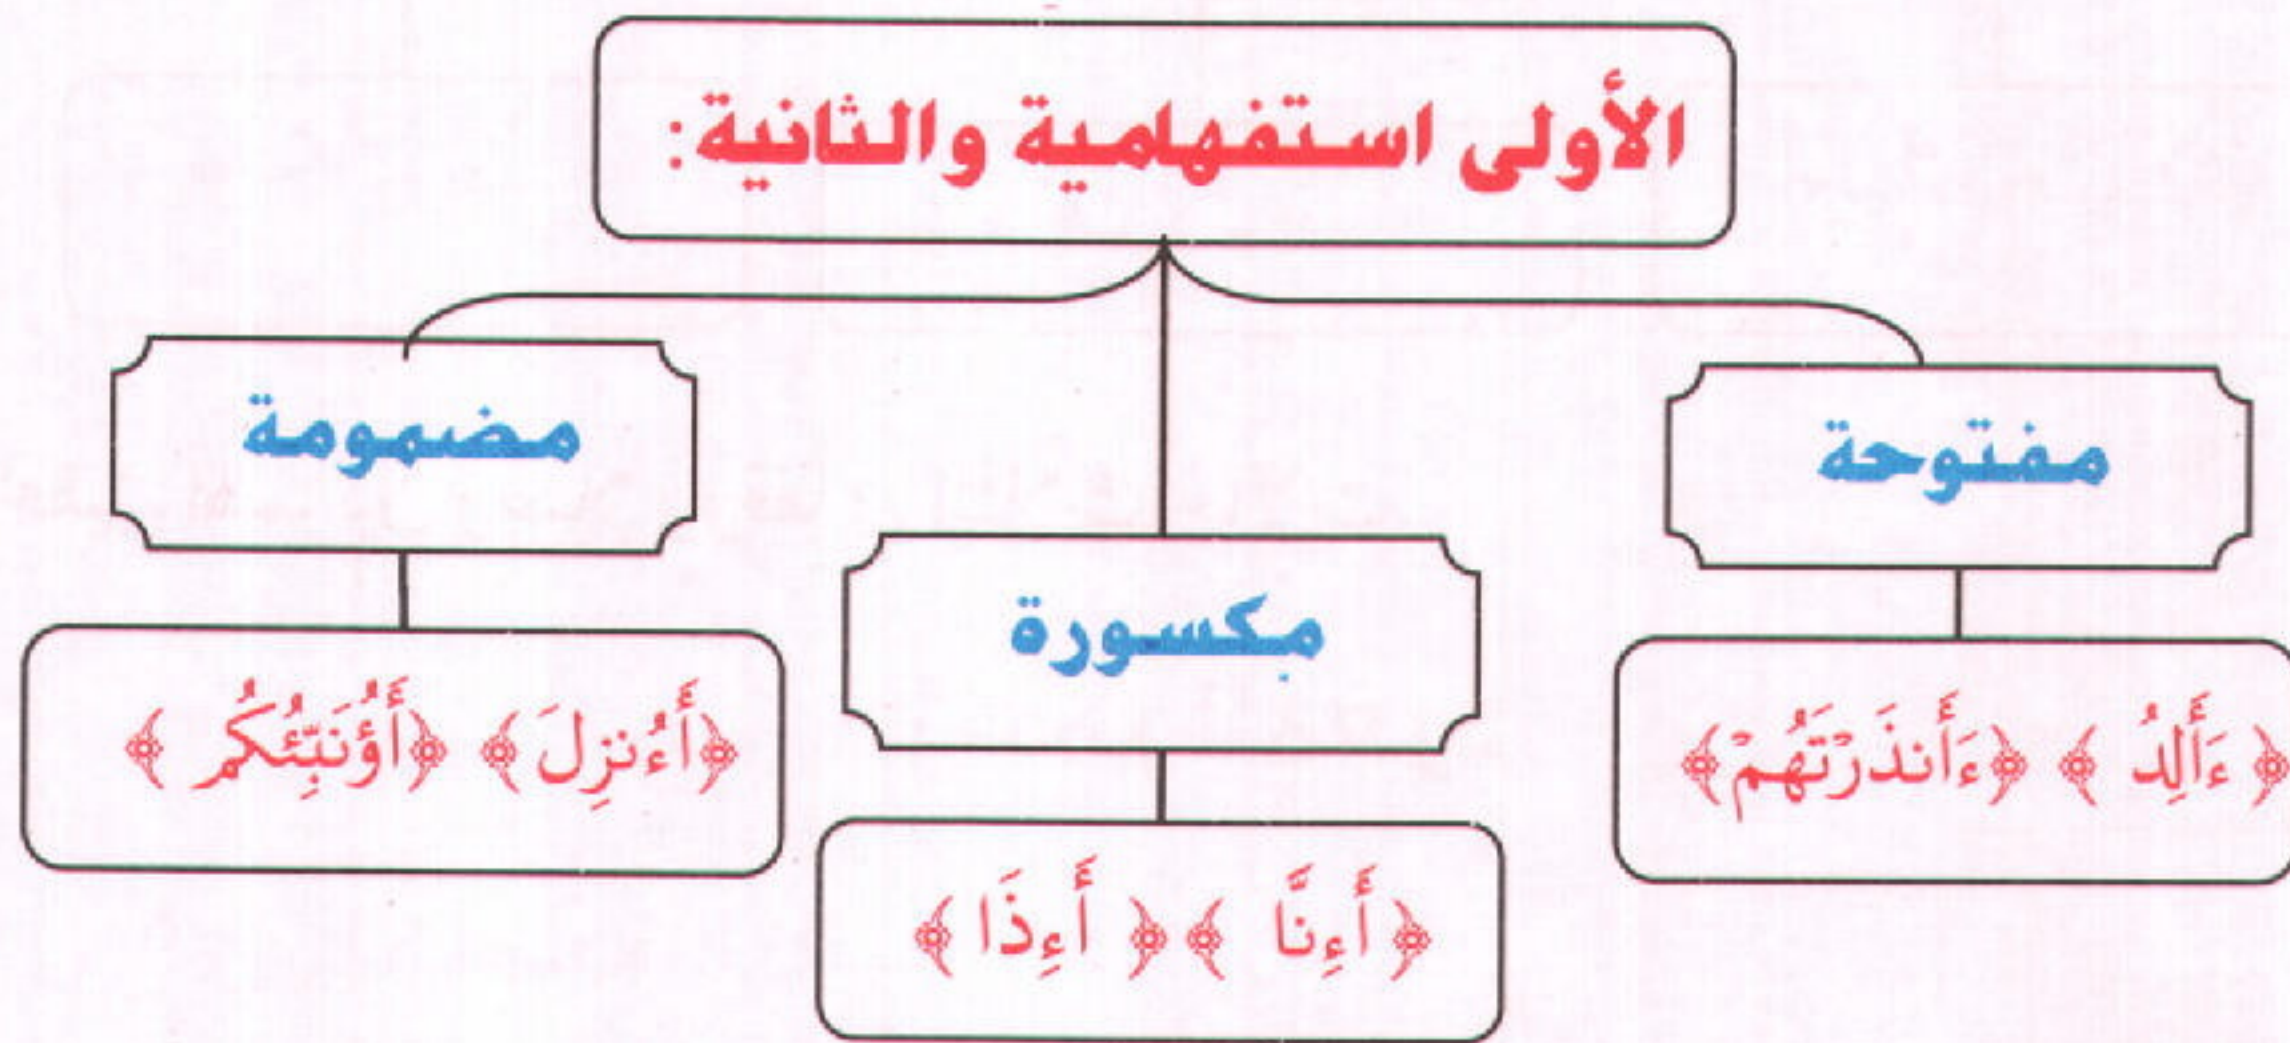 الأولى استفهامية والثانية:
مفتوحة
﴿ ءَأَلِدُ ﴾ ﴿ءَأَنذَرْتَهُمْ﴾
مكسورة
﴿ أَءِنَّا ﴾ ﴿ أَءِذَا ﴾
مضمومة
﴿أَءُنزِلَ﴾ ﴿أَؤُنَبِّئُكُم ﴾